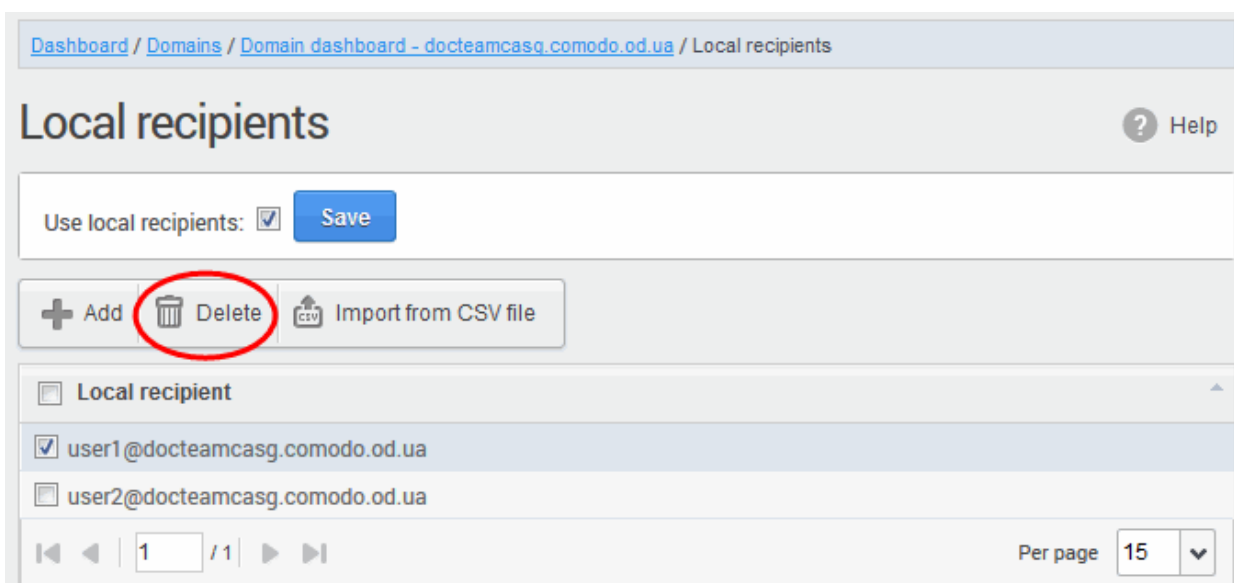 Dashboard / Domains / Domain dashboard - docteamcasg.comodo.od.ua / Local recipients
Local recipients
? Help
Use local recipients: Save
Add Delete CSV Import from CSV file
Local recipient
user1@docteamcasg.comodo.od.ua
user2@docteamcasg.comodo.od.ua
1 / 1 Per page 15